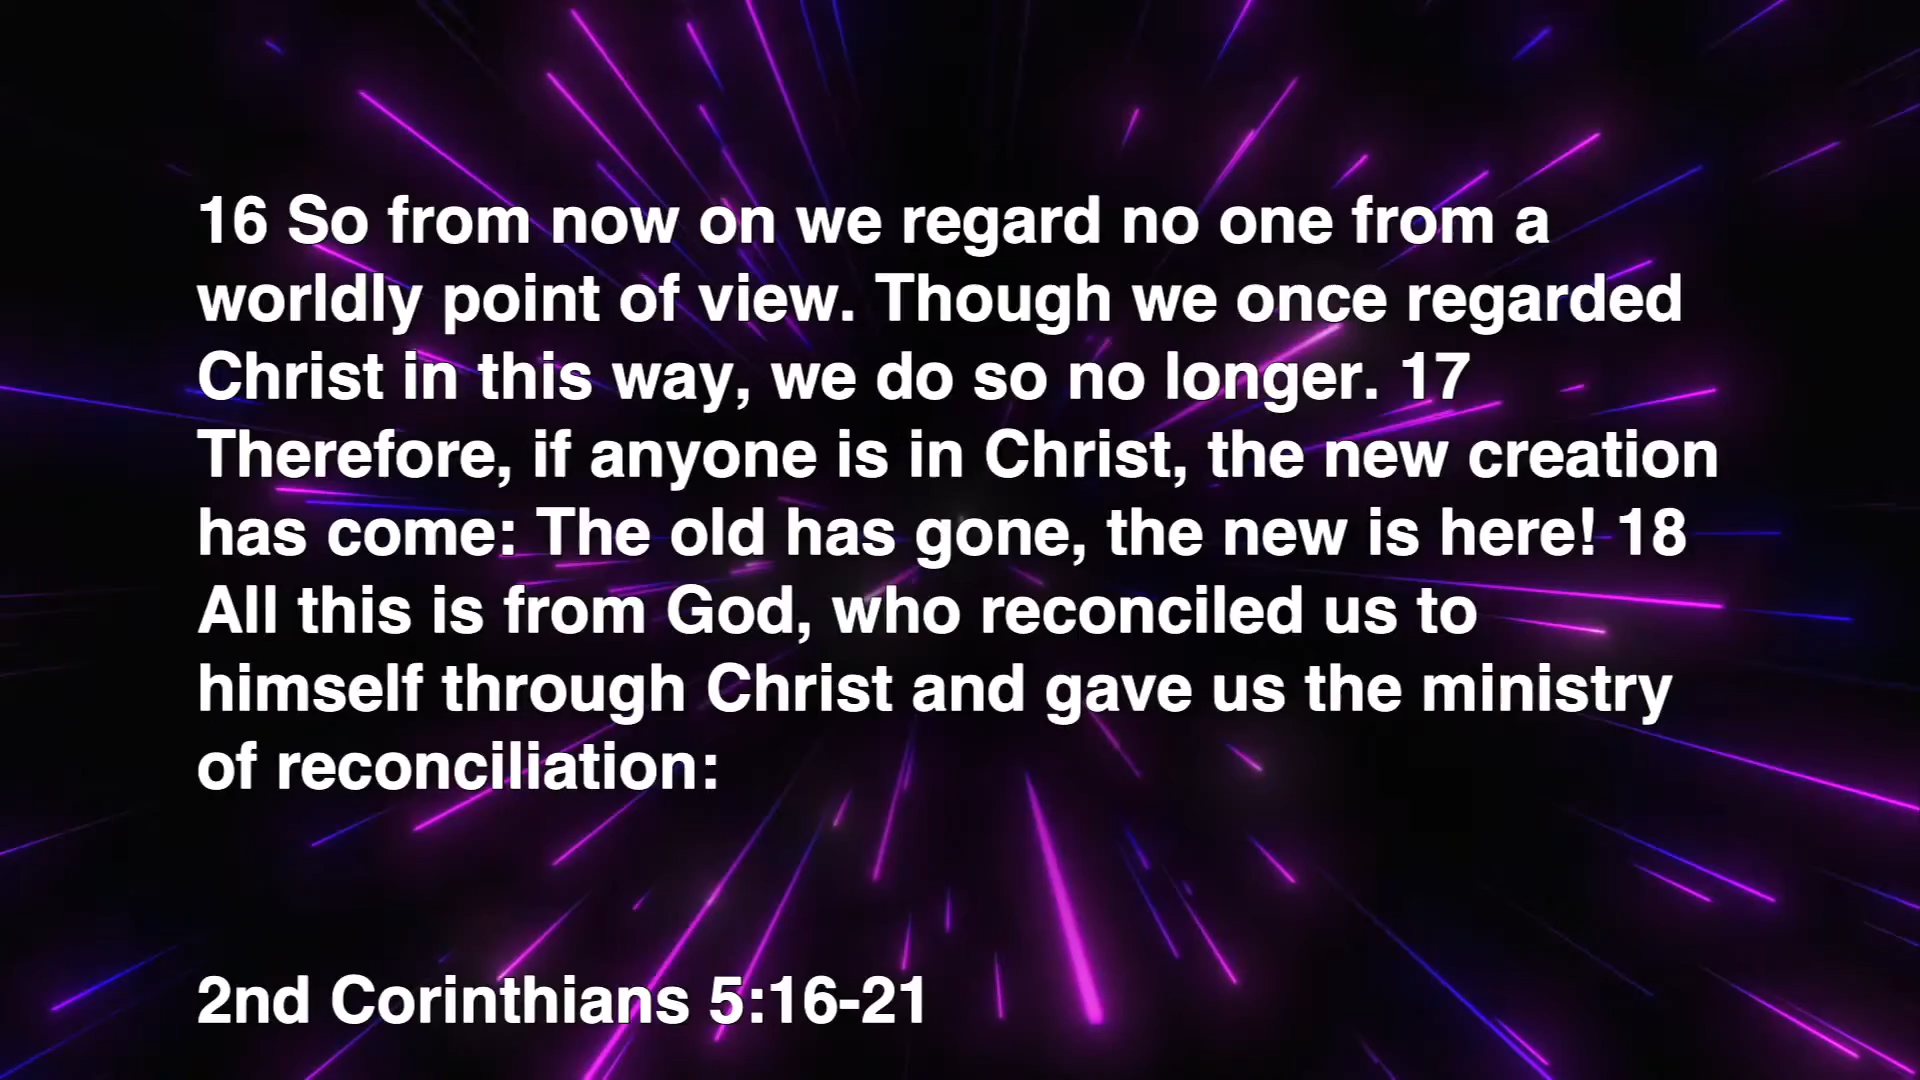 16 So from now on we regard no one from a
worldly point of view. Though we once regarded
Christ in this way, we do so no longer. 17
Therefore, if anyone is in Christ, the new creation
has come: The old has gone, the new is here! 18
All this is from God, who reconciled us to
himself through Christ and gave us the ministry
of reconciliation:
2nd Corinthians 5:16-21